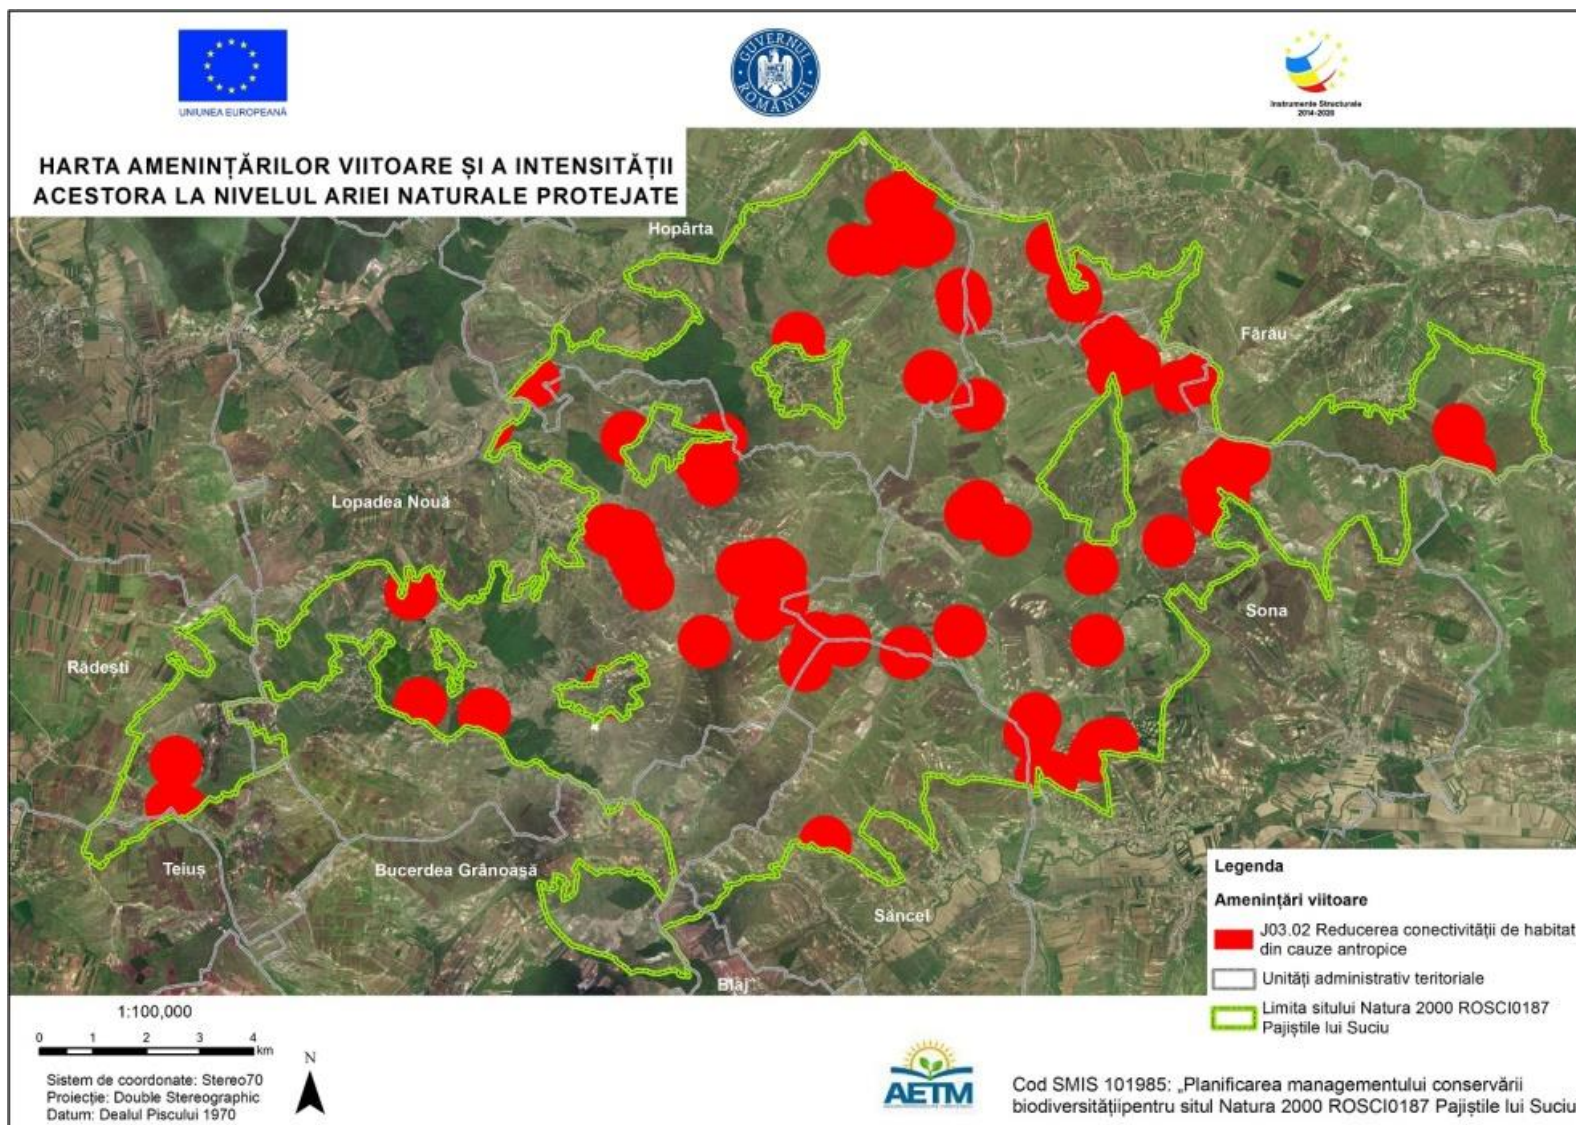 UNIUNEA EUROPEANĂ
GUVERNUL ROMÂNIEI
Instrumente Structurale
2014-2020
HARTA AMENINȚĂRILOR VIITOARE ȘI A INTENSITĂȚII
ACESTORA LA NIVELUL ARIEI NATURALE PROTEJATE
Hopârta
Fărău
Lopadea Nouă
Sona
Rădești
Teiuș
Bucerdea Grânoașă
Sâncel
Blaj
Legenda
Amenințări viitoare
J03.02 Reducerea conectivității de habitat
din cauze antropice
Unități administrativ teritoriale
Limita sitului Natura 2000 ROSCI0187
Pajiștile lui Suciu
1:100,000
0 1 2 3 4
km
N
Sistem de coordonate: Stereo70
Proiecție: Double Stereographic
Datum: Dealul Piscului 1970
AETM
Cod SMIS 101985: „Planificarea managementului conservării
biodiversitățiipentru situl Natura 2000 ROSCI0187 Pajiștile lui Suciu